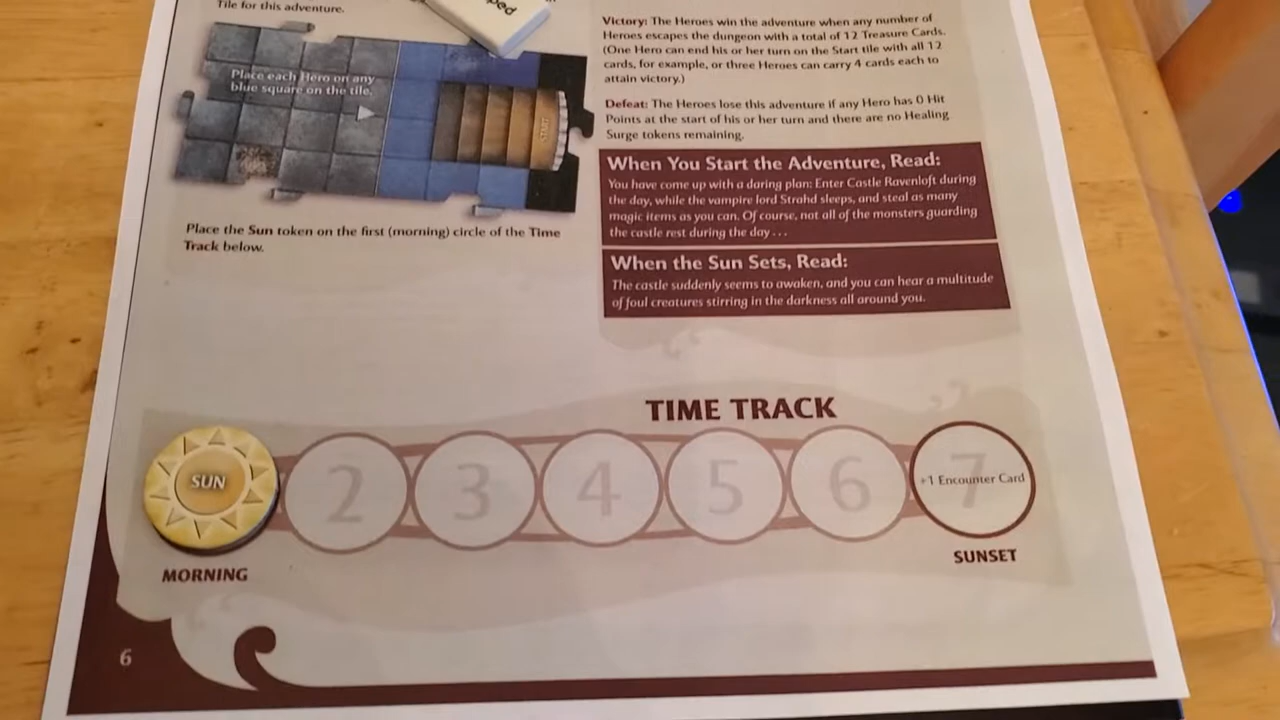 Tile for this adventure.
Place each Hero on any
blue square on the tile.
START
Place the Sun token on the first (morning) circle of the Time
Track below.
Victory: The Heroes win the adventure when any number of
Heroes escapes the dungeon with a total of 12 Treasure Cards.
(One Hero can end his or her turn on the Start tile with all 12
cards, for example, or three Heroes can carry 4 cards each to
attain victory.)
Defeat: The Heroes lose this adventure if any Hero has 0 Hit
Points at the start of his or her turn and there are no Healing
Surge tokens remaining.
When You Start the Adventure, Read:
You have come up with a daring plan: Enter Castle Ravenloft during
the day, while the vampire lord Strahd sleeps, and steal as many
magic items as you can. Of course, not all of the monsters guarding
the castle rest during the day . . .
When the Sun Sets, Read:
The castle suddenly seems to awaken, and you can hear a multitude
of foul creatures stirring in the darkness all around you.
TIME TRACK
SUN
2
3
4
5
6
7
+1 Encounter Card
MORNING
SUNSET
6